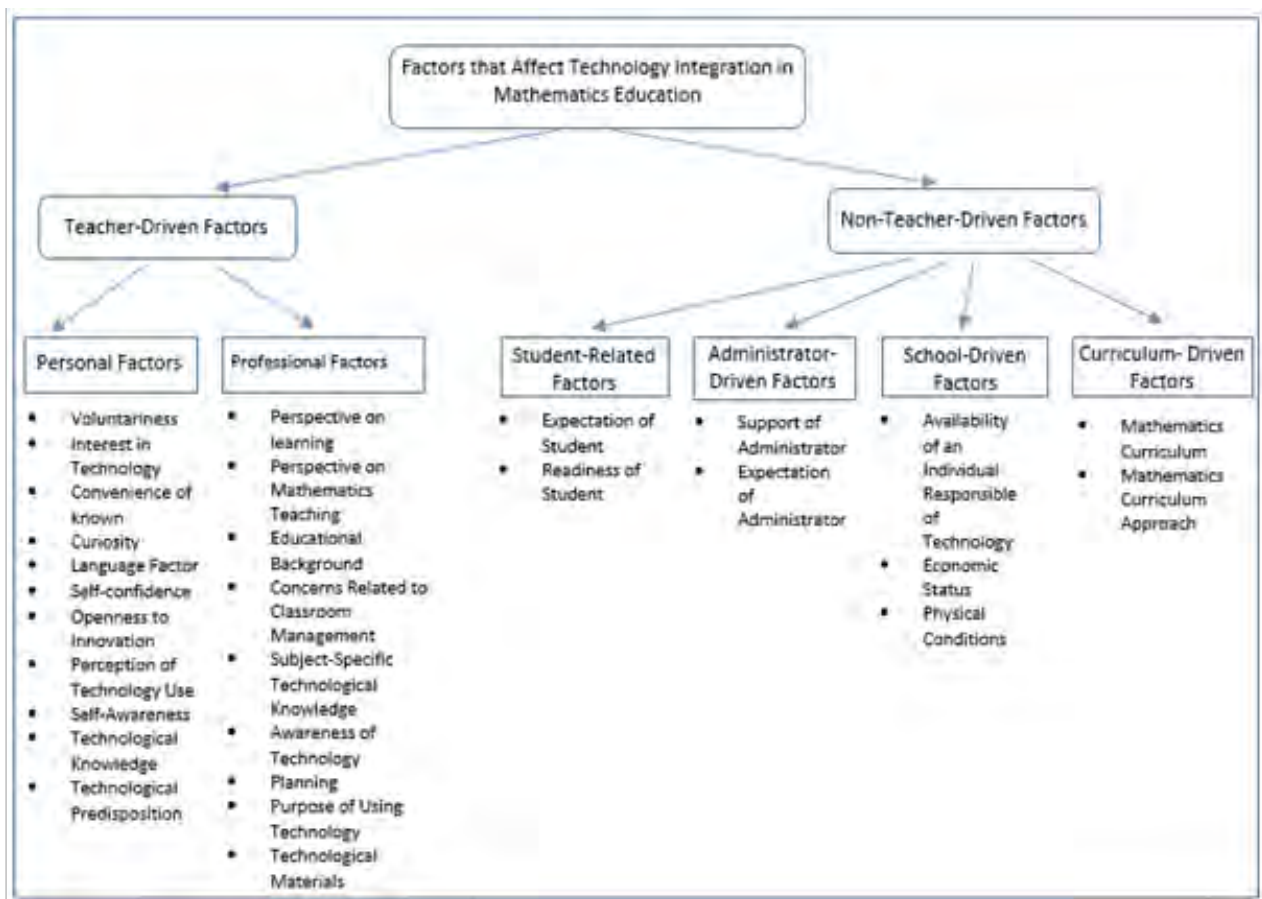 Factors that Affect Technology Integration in
Mathematics Education
Teacher-Driven Factors
Non-Teacher-Driven Factors
Personal Factors
Professional Factors
Student-Related
Factors
Administrator-
Driven Factors
School-Driven
Factors
Curriculum- Driven
Factors
• Voluntariness
• Interest in
Technology
• Convenience of
known
• Curiosity
• Language Factor
• Self-confidence
• Openness to
Innovation
• Perception of
Technology Use
• Self-Awareness
• Technological
Knowledge
• Technological
Predisposition
• Perspective on
learning
• Perspective on
Mathematics
Teaching
• Educational
Background
• Concerns Related to
Classroom
Management
• Subject-Specific
Technological
Knowledge
• Awareness of
Technology
• Planning
• Purpose of Using
Technology
• Technological
Materials
• Expectation of
Student
• Readiness of
Student
• Support of
Administrator
• Expectation
of
Administrator
• Availability
of an
Individual
Responsible
of
Technology
• Economic
Status
• Physical
Conditions
• Mathematics
Curriculum
• Mathematics
Curriculum
Approach